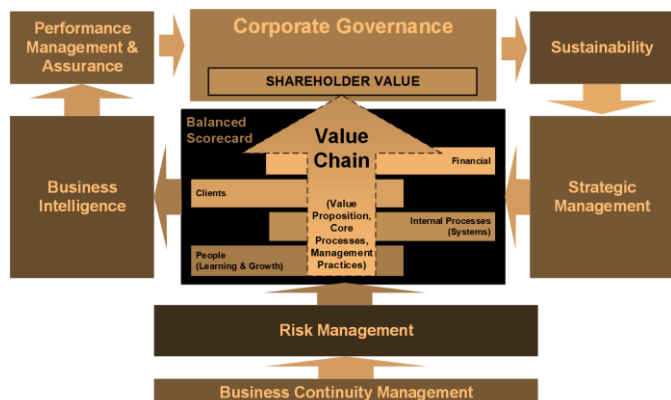 Performance
Management &
Assurance
Corporate Governance
SHAREHOLDER VALUE
Sustainability
Balanced
Scorecard
Value
Chain
(Value
Proposition,
Core
Processes,
Management
Practices)
Financial
Clients
Internal Processes
(Systems)
People
(Learning & Growth)
Business
Intelligence
Strategic
Management
Risk Management
Business Continuity Management